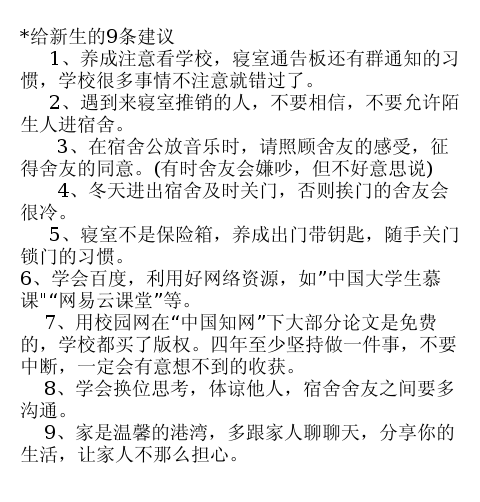 *给新生的9条建议
1、养成注意看学校，寝室通告板还有群通知的习
惯，学校很多事情不注意就错过了。
2、遇到来寝室推销的人，不要相信，不要允许陌
生人进宿舍。
3、在宿舍公放音乐时，请照顾舍友的感受，征
得舍友的同意。(有时舍友会嫌吵，但不好意思说)
4、冬天进出宿舍及时关门，否则挨门的舍友会
很冷。
5、寝室不是保险箱，养成出门带钥匙，随手关门
锁门的习惯。
6、学会百度，利用好网络资源，如”中国大学生慕
课"“网易云课堂”等。
7、用校园网在“中国知网”下大部分论文是免费
的，学校都买了版权。四年至少坚持做一件事，不要
中断，一定会有意想不到的收获。
8、学会换位思考，体谅他人，宿舍舍友之间要多
沟通。
9、家是温馨的港湾，多跟家人聊聊天，分享你的
生活，让家人不那么担心。